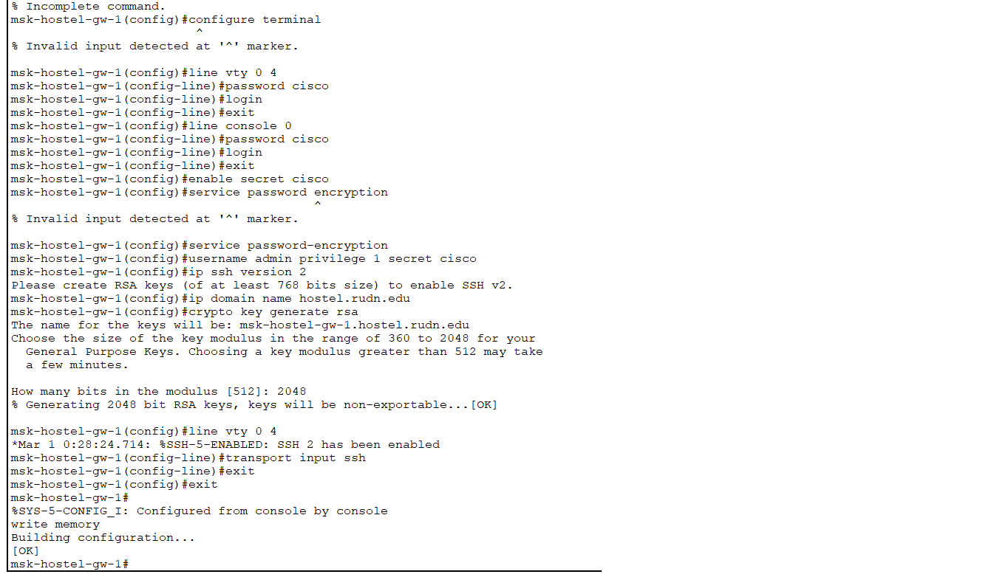 % Incomplete command.
msk-hostel-gw-1(config)#configure terminal
^
% Invalid input detected at '^' marker.
msk-hostel-gw-1(config)#line vty 0 4
msk-hostel-gw-1(config-line)#password cisco
msk-hostel-gw-1(config-line)#login
msk-hostel-gw-1(config-line)#exit
msk-hostel-gw-1(config)#line console 0
msk-hostel-gw-1(config-line)#password cisco
msk-hostel-gw-1(config-line)#login
msk-hostel-gw-1(config-line)#exit
msk-hostel-gw-1(config)#enable secret cisco
msk-hostel-gw-1(config)#service password encryption
^
% Invalid input detected at '^' marker.
msk-hostel-gw-1(config)#service password-encryption
msk-hostel-gw-1(config)#username admin privilege 1 secret cisco
msk-hostel-gw-1(config)#ip ssh version 2
Please create RSA keys (of at least 768 bits size) to enable SSH v2.
msk-hostel-gw-1(config)#ip domain name hostel.rudn.edu
msk-hostel-gw-1(config)#crypto key generate rsa
The name for the keys will be: msk-hostel-gw-1.hostel.rudn.edu
Choose the size of the key modulus in the range of 360 to 2048 for your
General Purpose Keys. Choosing a key modulus greater than 512 may take
a few minutes.
How many bits in the modulus [512]: 2048
% Generating 2048 bit RSA keys, keys will be non-exportable...[OK]
msk-hostel-gw-1(config)#line vty 0 4
*Mar 1 0:28:24.714: %SSH-5-ENABLED: SSH 2 has been enabled
msk-hostel-gw-1(config-line)#transport input ssh
msk-hostel-gw-1(config-line)#exit
msk-hostel-gw-1(config)#exit
msk-hostel-gw-1#
%SYS-5-CONFIG_I: Configured from console by console
write memory
Building configuration...
[OK]
msk-hostel-gw-1#